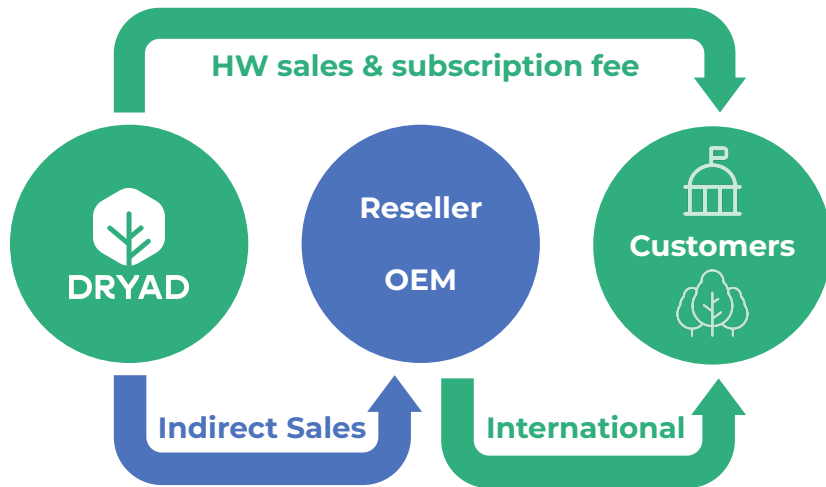 HW sales & subscription fee
DRYAD
Reseller
OEM
Customers
Indirect Sales
International